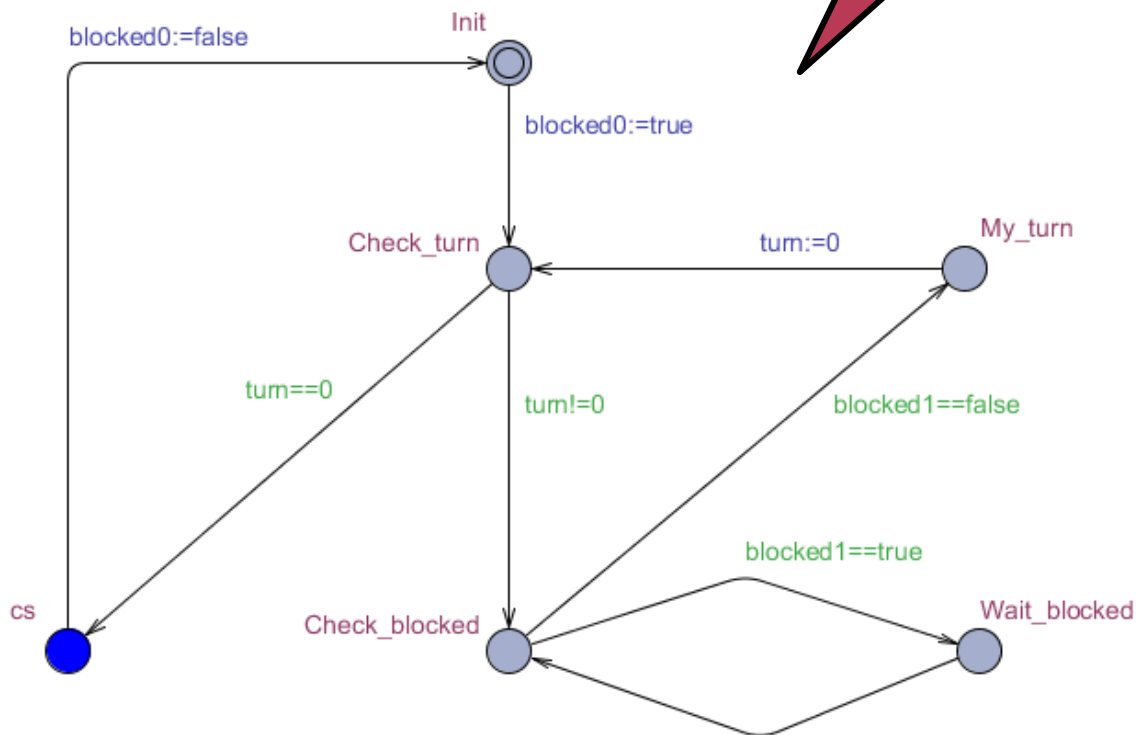 Init
blocked0:=false
blocked0:=true
Check_turn
turn:=0
My_turn
turn==0
turn!=0
blocked1==false
blocked1==true
cs
Check_blocked
Wait_blocked